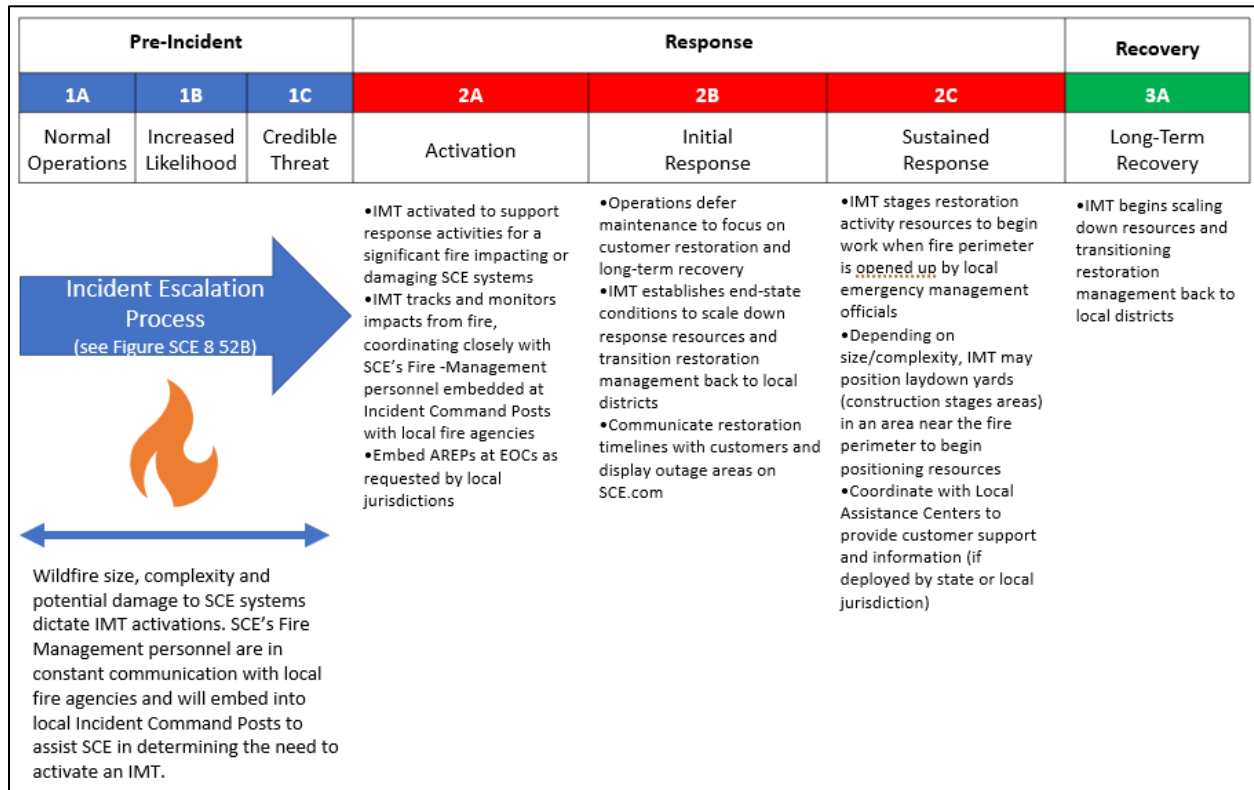 Pre-Incident
Response
Recovery
1A
1B
1C
2A
2B
2C
3A
Normal
Operations
Increased
Likelihood
Credible
Threat
Activation
Initial
Response
Sustained
Response
Long-Term
Recovery
Incident Escalation
Process
(see Figure SCE 8 52B)
Wildfire size, complexity and
potential damage to SCE systems
dictate IMT activations. SCE's Fire
Management personnel are in
constant communication with local
fire agencies and will embed into
local Incident Command Posts to
assist SCE in determining the need to
activate an IMT.
•IMT activated to support
response activities for a
significant fire impacting or
damaging SCE systems
•IMT tracks and monitors
impacts from fire,
coordinating closely with
SCE's Fire -Management
personnel embedded at
Incident Command Posts
with local fire agencies
•Embed AREPs at EOCs as
requested by local
jurisdictions
•Operations defer
maintenance to focus on
customer restoration and
long-term recovery
•IMT establishes end-state
conditions to scale down
response resources and
transition restoration
management back to local
districts
•Communicate restoration
timelines with customers and
display outage areas on
SCE.com
•IMT stages restoration
activity resources to begin
work when fire perimeter
is opened up by local
emergency management
officials
•Depending on
size/complexity, IMT may
position laydown yards
(construction stages areas)
in an area near the fire
perimeter to begin
positioning resources
•Coordinate with Local
Assistance Centers to
provide customer support
and information (if
deployed by state or local
jurisdiction)
•IMT begins scaling
down resources and
transitioning
restoration
management back to
local districts